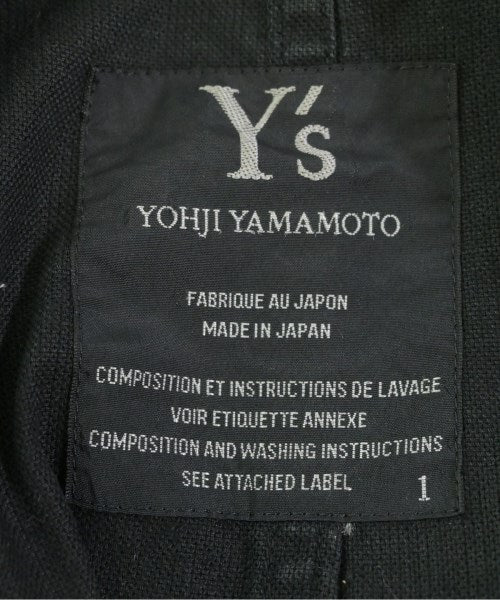 Y's
YOHJI YAMAMOTO
FABRIQUE AU JAPON
MADE IN JAPAN
COMPOSITION ET INSTRUCTIONS DE LAVAGE
VOIR ETIQUETTE ANNEXE
COMPOSITION AND WASHING INSTRUCTIONS
SEE ATTACHED LABEL 1